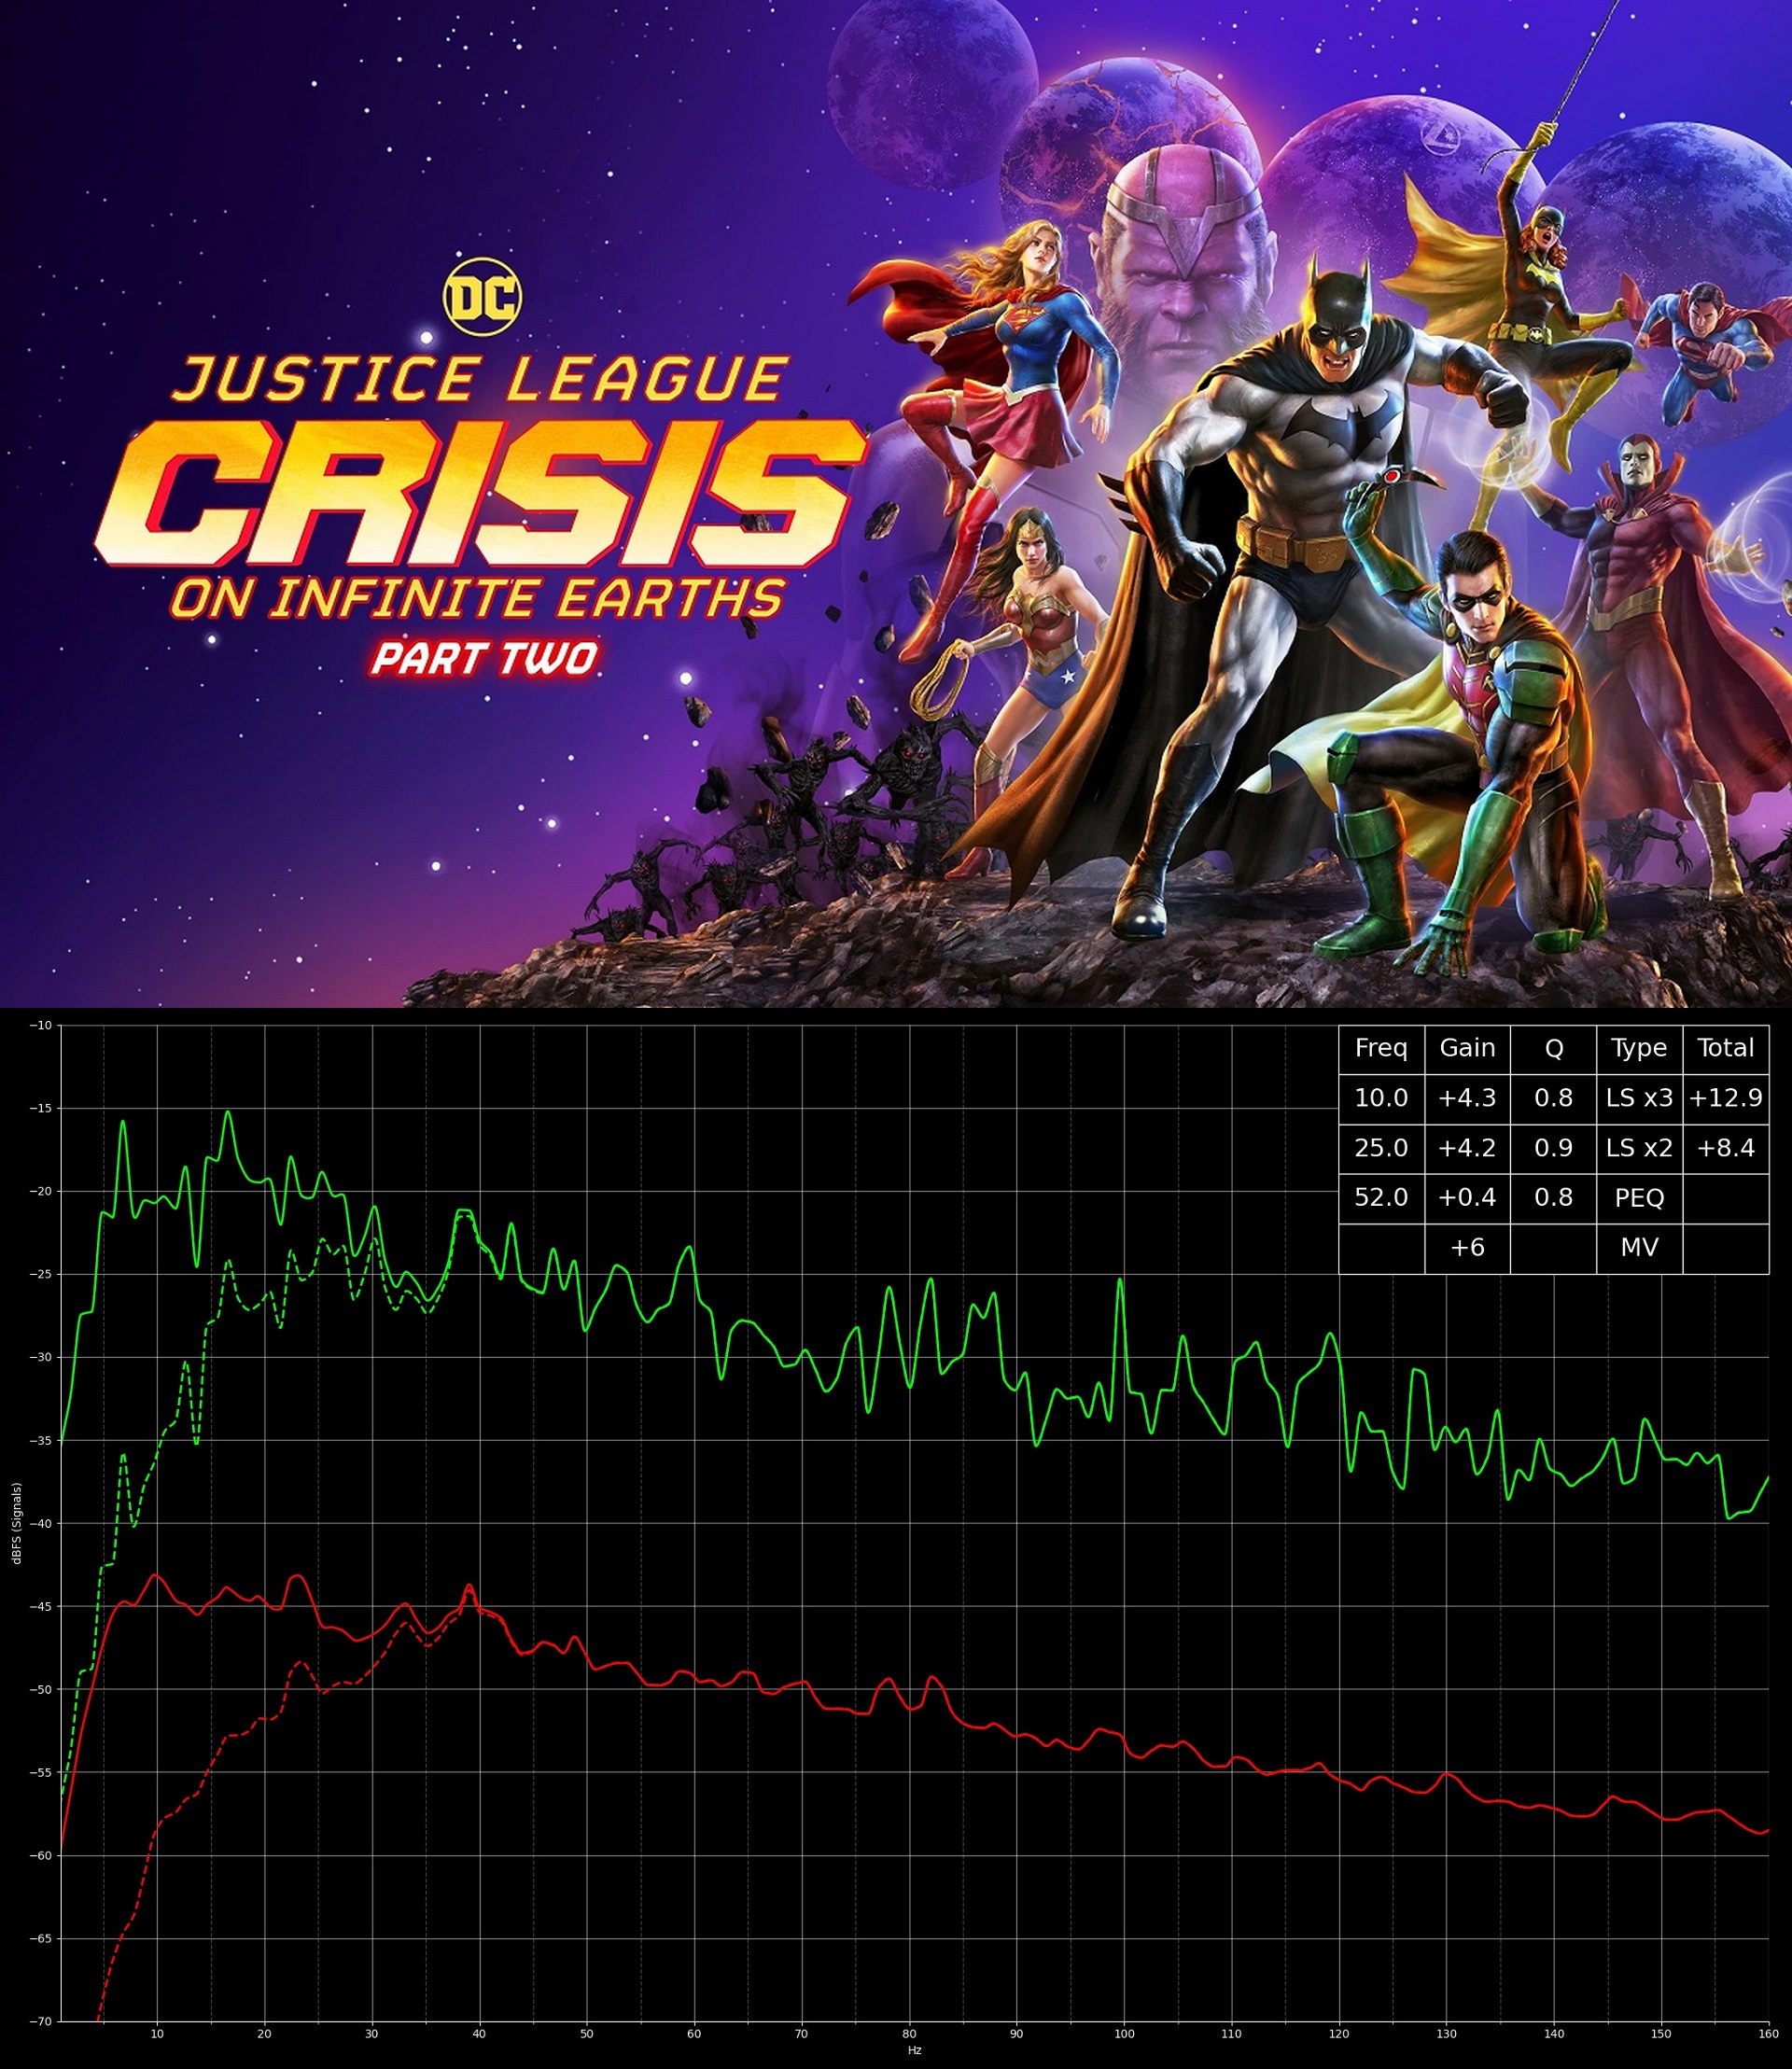 DC
JUSTICE LEAGUE
CRISIS
ON INFINITE EARTHS
PART TWO
Freq Gain Q Type Total
10.0 +4.3 0.8 LS x3 +12.9
25.0 +4.2 0.9 LS x2 +8.4
52.0 +0.4 0.8 PEQ
+6 MV
−10
−15
−20
−25
−30
−35
−40
−45
−50
−55
−60
−65
−70
dBFS (Signals)
10 20 30 40 50 60 70 80 90 100 110 120 130 140 150 160
Hz